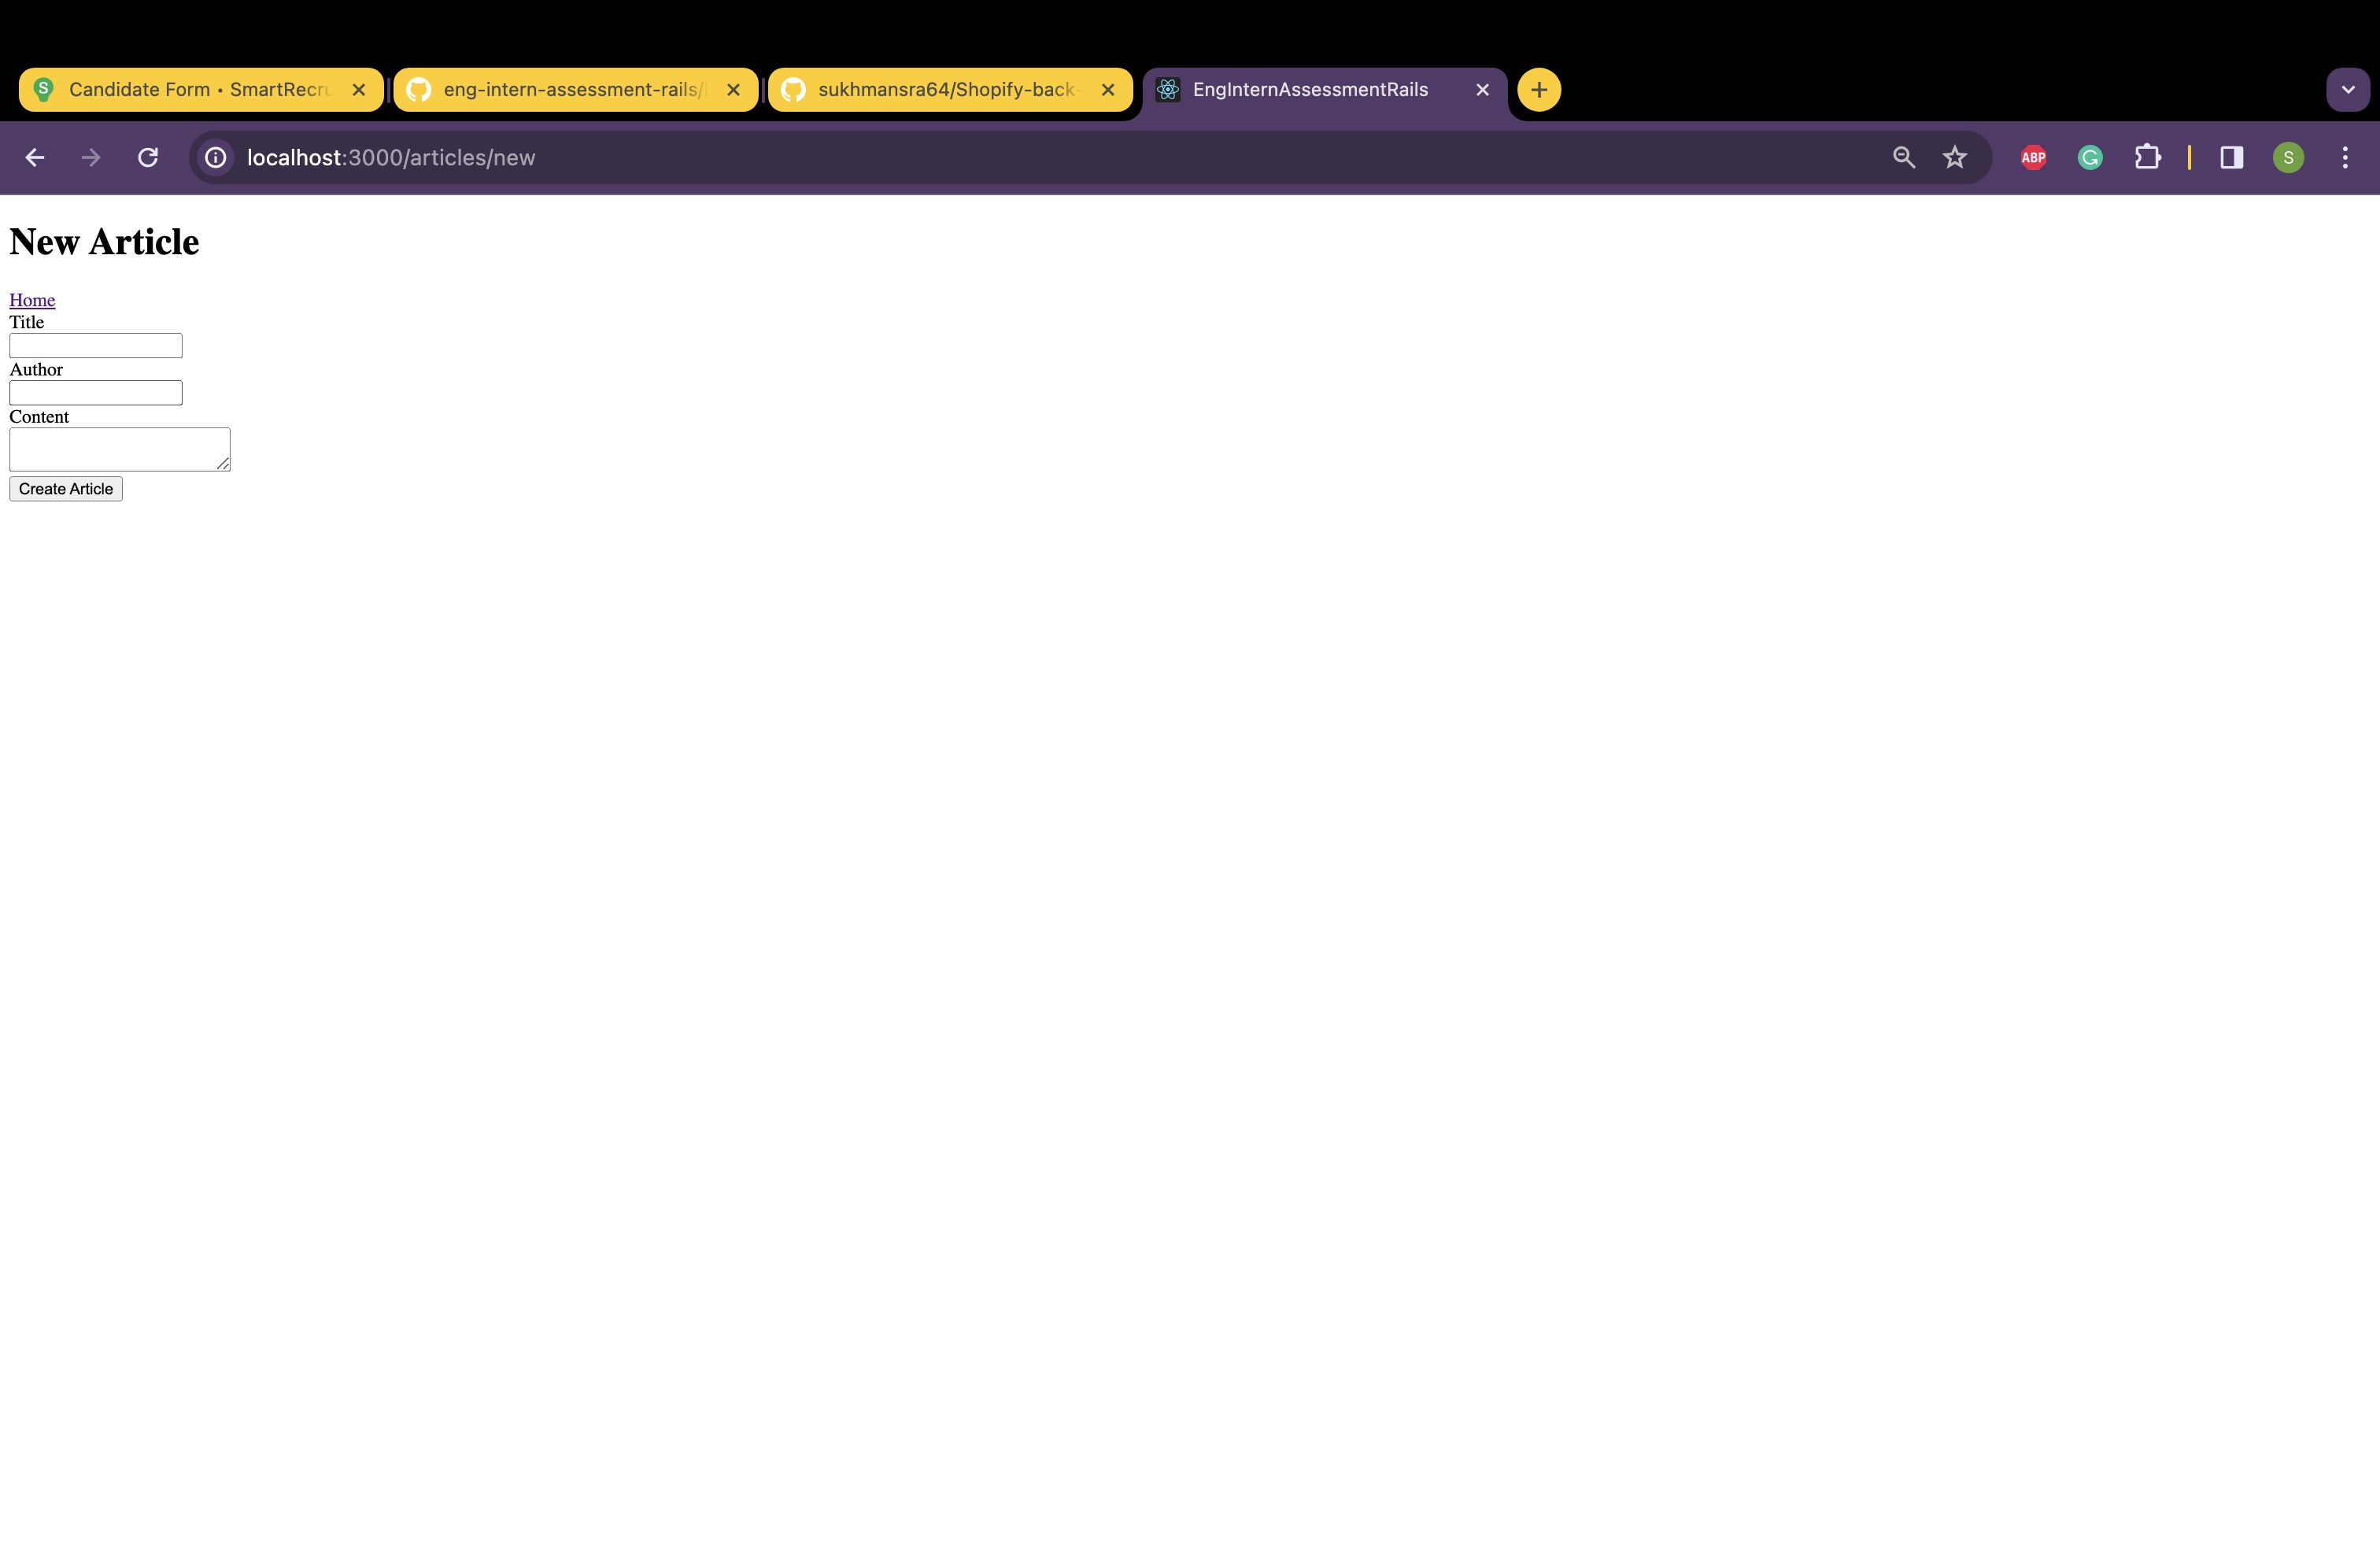 Candidate Form • SmartRecru
eng-intern-assessment-rails/
sukhmansra64/Shopify-back-
EngInternAssessmentRails
localhost:3000/articles/new
ABP
S
New Article
Home
Title
Author
Content
Create Article